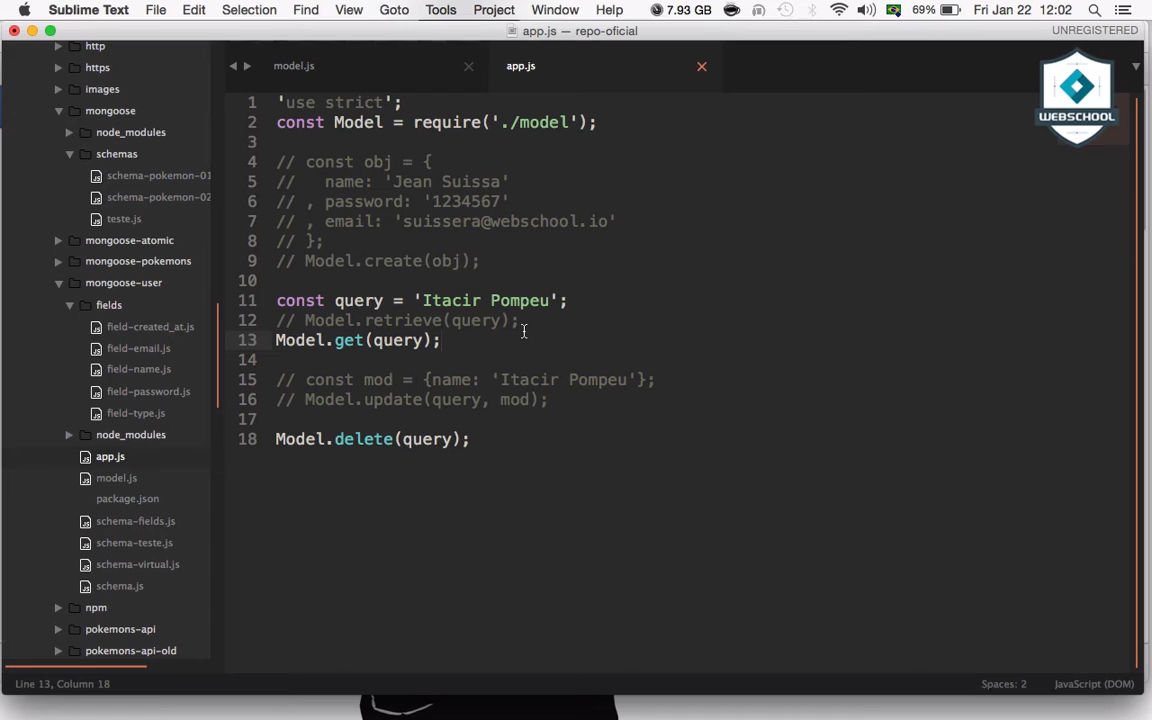 Sublime Text File Edit Selection Find View Goto Tools Project Window Help 7.93 GB 69% Fri Jan 22 12:02
app.js — repo-oficial UNREGISTERED
http
https
images
mongoose
node_modules
schemas
schema-pokemon-01
schema-pokemon-02
teste.js
mongoose-atomic
mongoose-pokemons
mongoose-user
fields
field-created_at.js
field-email.js
field-name.js
field-password.js
field-type.js
node_modules
app.js
model.js
package.json
schema-fields.js
schema-teste.js
schema-virtual.js
schema.js
npm
pokemons-api
pokemons-api-old
model.js app.js
WEBSCHOOL
1 'use strict';
2 const Model = require('./model');
3
4 // const obj = {
5 //   name: 'Jean Suissa'
6 // , password: '1234567'
7 // , email: 'suissera@webschool.io'
8 // };
9 // Model.create(obj);
10
11 const query = 'Itacir Pompeu';
12 // Model.retrieve(query);
13 Model.get(query);
14
15 // const mod = {name: 'Itacir Pompeu'};
16 // Model.update(query, mod);
17
18 Model.delete(query);
Line 13, Column 18 Spaces: 2 JavaScript (DOM)